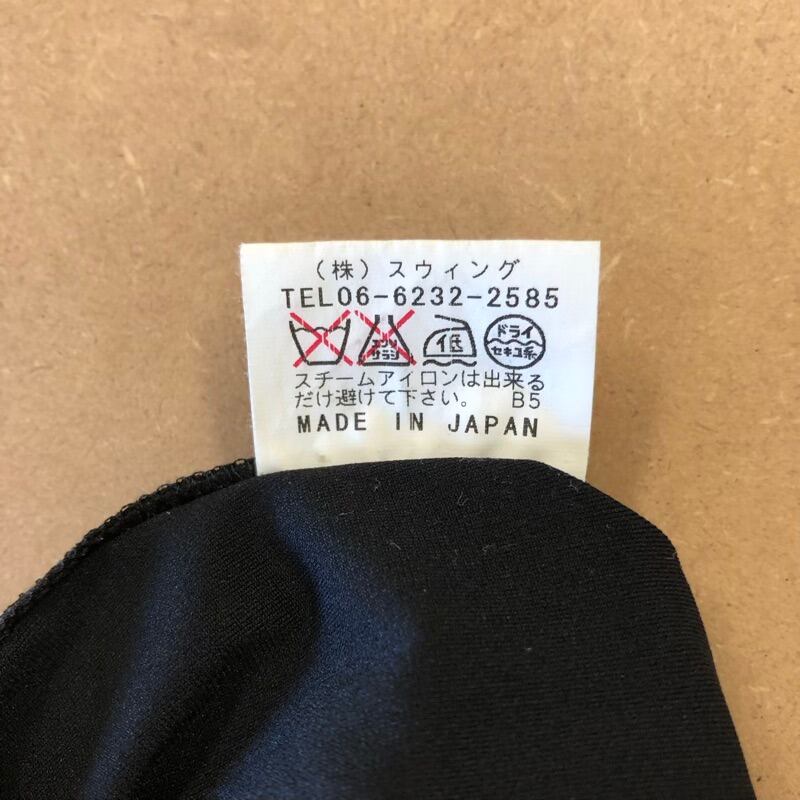 (株)スウィング
TEL06-6232-2585
エンソ
サラシ
低
ドライ
セキユ系
スチームアイロンは出来る
だけ避けて下さい。 B5
MADE IN JAPAN